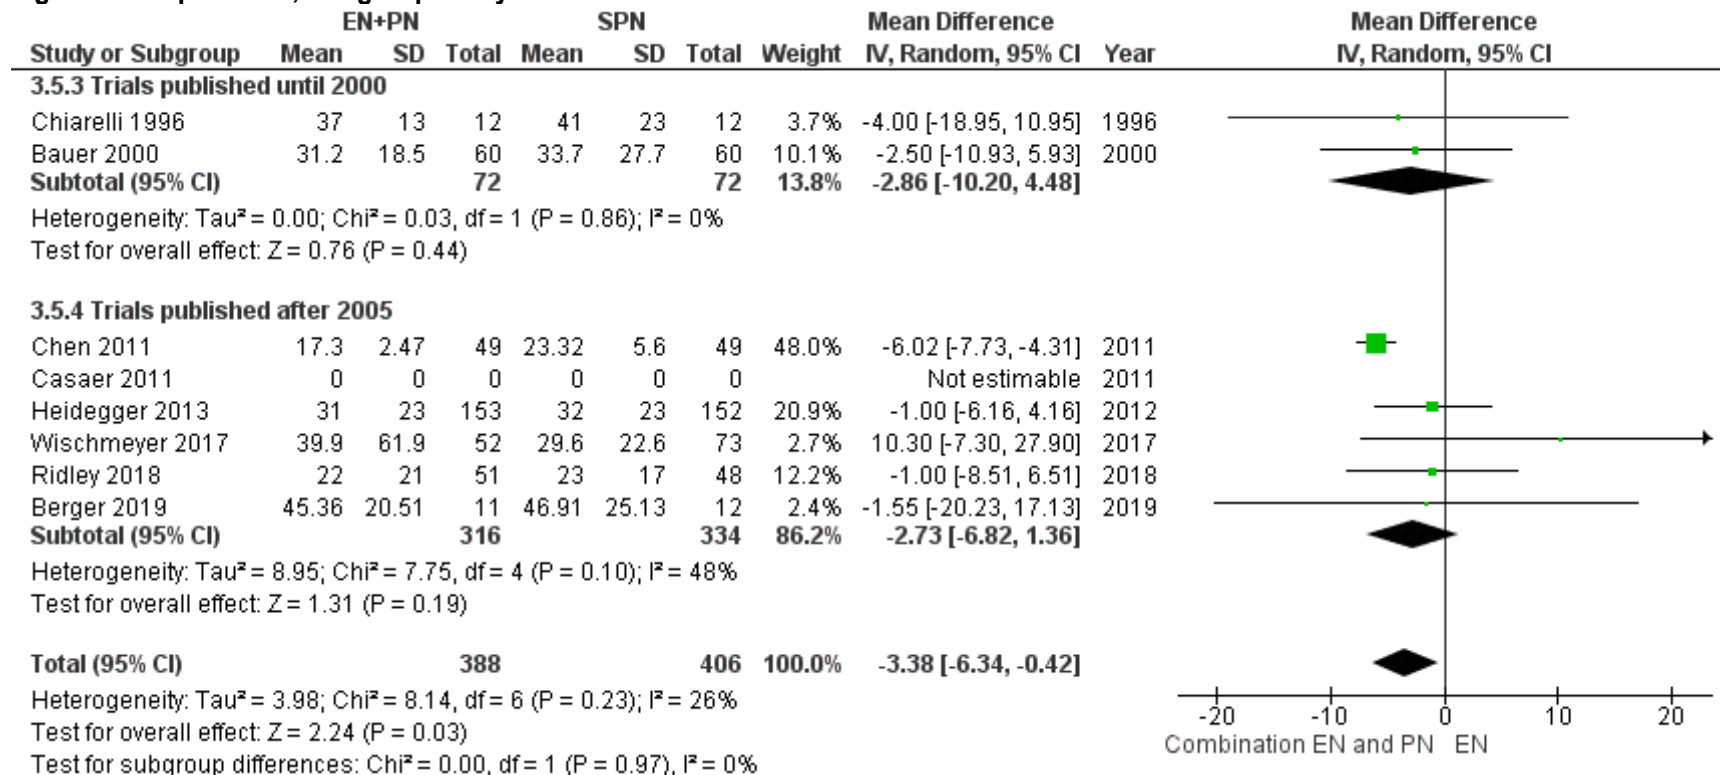 EN+PN SPN Mean Difference Mean Difference
Study or Subgroup Mean SD Total Mean SD Total Weight IV, Random, 95% CI Year IV, Random, 95% CI
3.5.3 Trials published until 2000
Chiarelli 1996 37 13 12 41 23 12 3.7% -4.00 [-18.95, 10.95] 1996
Bauer 2000 31.2 18.5 60 33.7 27.7 60 10.1% -2.50 [-10.93, 5.93] 2000
Subtotal (95% CI) 72 72 13.8% -2.86 [-10.20, 4.48]
Heterogeneity: Tau² = 0.00; Chi² = 0.03, df = 1 (P = 0.86); I² = 0%
Test for overall effect: Z = 0.76 (P = 0.44)
3.5.4 Trials published after 2005
Chen 2011 17.3 2.47 49 23.32 5.6 49 48.0% -6.02 [-7.73, -4.31] 2011
Casaer 2011 0 0 0 0 0 0 Not estimable 2011
Heidegger 2013 31 23 153 32 23 152 20.9% -1.00 [-6.16, 4.16] 2012
Wischmeyer 2017 39.9 61.9 52 29.6 22.6 73 2.7% 10.30 [-7.30, 27.90] 2017
Ridley 2018 22 21 51 23 17 48 12.2% -1.00 [-8.51, 6.51] 2018
Berger 2019 45.36 20.51 11 46.91 25.13 12 2.4% -1.55 [-20.23, 17.13] 2019
Subtotal (95% CI) 316 334 86.2% -2.73 [-6.82, 1.36]
Heterogeneity: Tau² = 8.95; Chi² = 7.75, df = 4 (P = 0.10); I² = 48%
Test for overall effect: Z = 1.31 (P = 0.19)
Total (95% CI) 388 406 100.0% -3.38 [-6.34, -0.42]
Heterogeneity: Tau² = 3.98; Chi² = 8.14, df = 6 (P = 0.23); I² = 26%
Test for overall effect: Z = 2.24 (P = 0.03)
Test for subgroup differences: Chi² = 0.00, df = 1 (P = 0.97), I² = 0%
-20 -10 0 10 20
Combination EN and PN EN